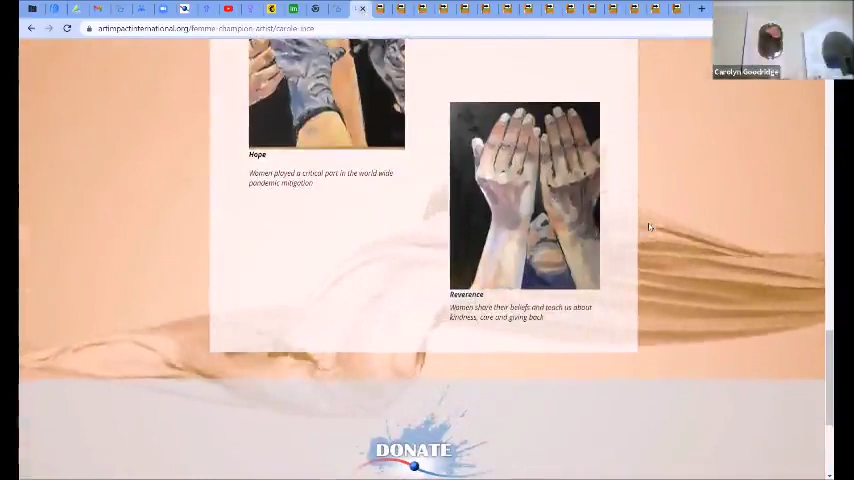 artimpactinternational.org/femme-champion-artist/carole-ince
Carolyn Goodridge
Hope
Women played a critical part in the world wide
pandemic mitigation
Reverence
Women share their beliefs and teach us about
kindness, care and giving back
DONATE